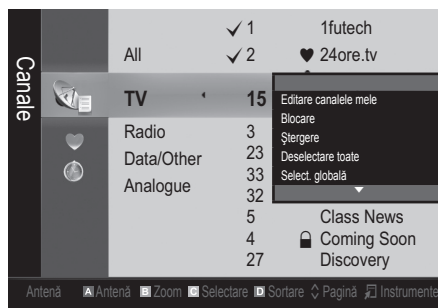 Canale
✓ 1 1futech
All ✓ 2 ♥ 24ore.tv
TV 15
Radio 3
Data/Other 23
Analogue 33
32
5 Class News
4 Coming Soon
27 Discovery
Editare canalele mele
Blocare
Ştergere
Deselectare toate
Select. globală
Antenă A Antenă B Zoom C Selectare D Sortare Pagină Instrumente